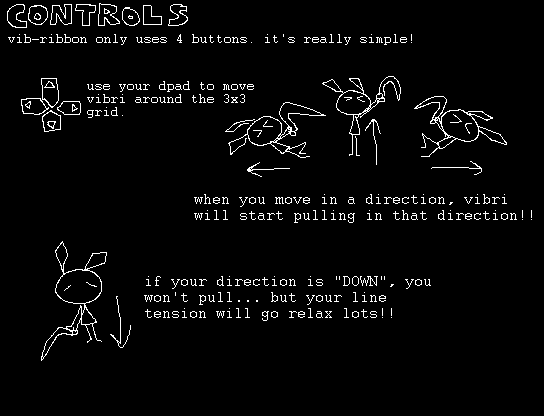 CONTROLS
vib-ribbon only uses 4 buttons. it's really simple!
use your dpad to move
vibri around the 3x3
grid.
when you move in a direction, vibri
will start pulling in that direction!!
if your direction is "DOWN", you
won't pull... but your line
tension will go relax lots!!